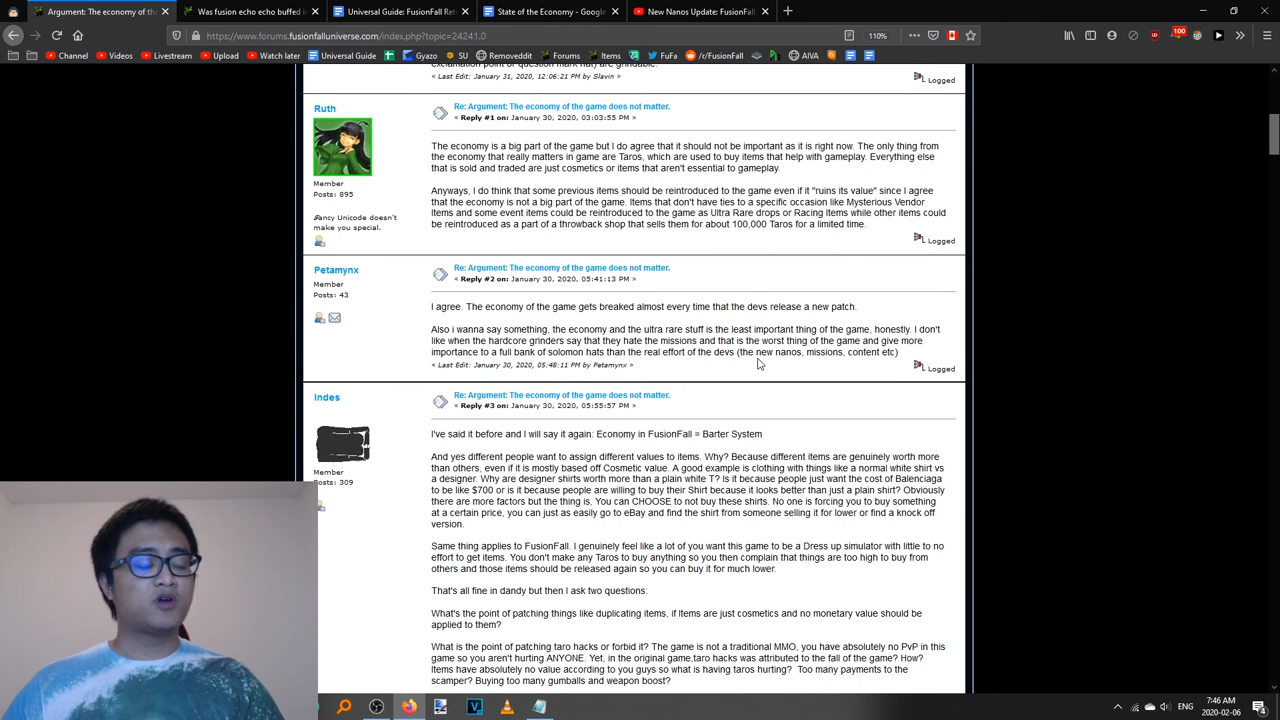 Argument: The economy of the
Was fusion echo echo buffed in
Universal Guide: FusionFall Ret
State of the Economy - Google
New Nanos Update: FusionFall
https://www.forums.fusionfalluniverse.com/index.php?topic=24241.0
110%
100
Channel
Videos
Livestream
Upload
Watch later
Universal Guide
Gyazo
SU
Removeddit
Forums
Items
FuFa
/r/FusionFall
AIVA
« Last Edit: January 31, 2020, 12:06:21 PM by Slavin »
Logged
Ruth
Re: Argument: The economy of the game does not matter.
« Reply #1 on: January 30, 2020, 03:03:55 PM »
The economy is a big part of the game but I do agree that it should not be important as it is right now. The only thing from
the economy that really matters in game are Taros, which are used to buy items that help with gameplay. Everything else
that is sold and traded are just cosmetics or items that aren't essential to gameplay.
Member
Posts: 895
Anyways, I do think that some previous items should be reintroduced to the game even if it "ruins its value" since I agree
that the economy is not a big part of the game. Items that don't have ties to a specific occasion like Mysterious Vendor
Items and some event items could be reintroduced to the game as Ultra Rare drops or Racing Items while other items could
be reintroduced as a part of a throwback shop that sells them for about 100,000 Taros for a limited time.
Fancy Unicode doesn't
make you special.
Logged
Petamynx
Member
Posts: 43
Re: Argument: The economy of the game does not matter.
« Reply #2 on: January 30, 2020, 05:41:13 PM »
I agree. The economy of the game gets breaked almost every time that the devs release a new patch.
Also i wanna say something, the economy and the ultra rare stuff is the least important thing of the game, honestly. I don't
like when the hardcore grinders say that they hate the missions and that is the worst thing of the game and give more
importance to a full bank of solomon hats than the real effort of the devs (the new nanos, missions, content etc)
« Last Edit: January 30, 2020, 05:48:11 PM by Petamynx »
Logged
Indes
Member
Posts: 309
Re: Argument: The economy of the game does not matter.
« Reply #3 on: January 30, 2020, 05:55:57 PM »
I've said it before and I will say it again: Economy in FusionFall = Barter System
And yes different people want to assign different values to items. Why? Because different items are genuinely worth more
than others, even if it is mostly based off Cosmetic value. A good example is clothing with things like a normal white shirt vs
a designer. Why are designer shirts worth more than a plain white T? Is it because people just want the cost of Balenciaga
to be like $700 or is it because people are willing to buy their Shirt because it looks better than just a plain shirt? Obviously
there are more factors but the thing is, You can CHOOSE to not buy these shirts. No one is forcing you to buy something
at a certain price, you can just as easily go to eBay and find the shirt from someone selling it for lower or find a knock off
version.
Same thing applies to FusionFall. I genuinely feel like a lot of you want this game to be a Dress up simulator with little to no
effort to get items. You don't make any Taros to buy anything so you then complain that things are too high to buy from
others and those items should be released again so you can buy it for much lower.
That's all fine in dandy but then I ask two questions:
What's the point of patching things like duplicating items, if Items are just cosmetics and no monetary value should be
applied to them?
What is the point of patching taro hacks or forbid it? The game is not a traditional MMO, you have absolutely no PvP in this
game so you aren't hurting ANYONE. Yet, in the original game,taro hacks was attributed to the fall of the game? How?
Items have absolutely no value according to you guys so what is having taros hurting? Too many payments to the
scamper? Buying too many gumballs and weapon boost?
ENG
7:46 AM
2020-02-06